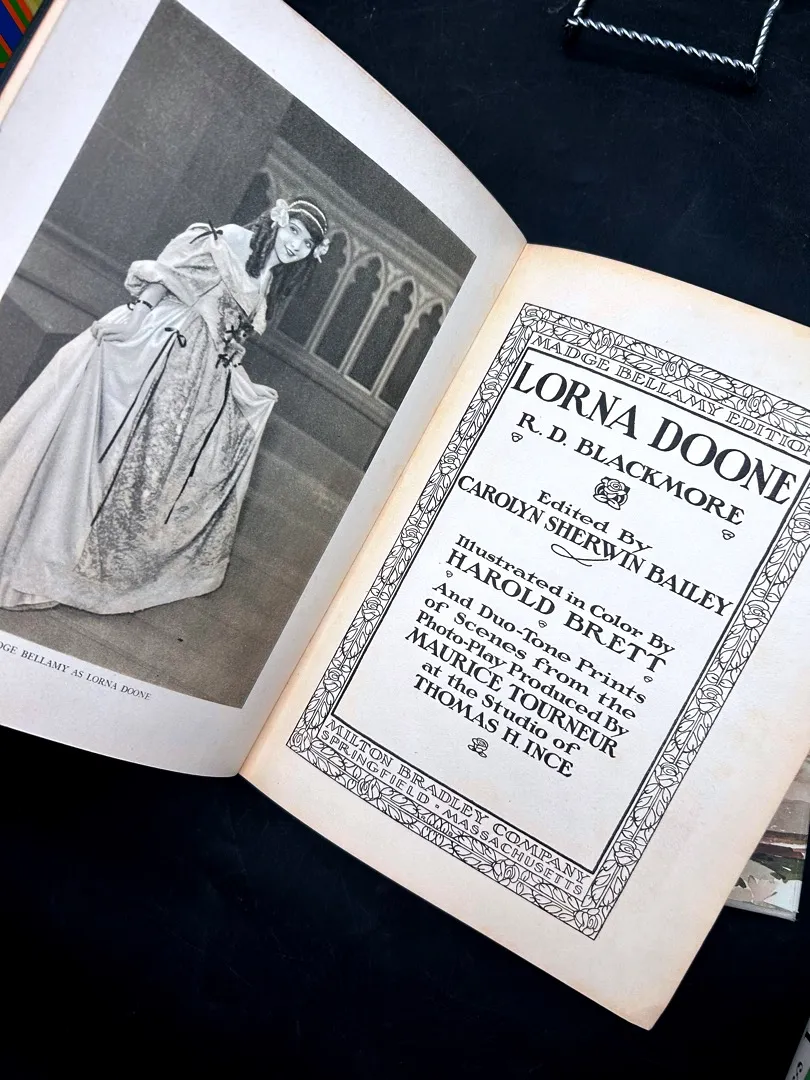 BELLAMY AS LORNA DOONE
MADGE BELLAMY EDITION
LORNA DOONE
R. D. BLACKMORE
Edited By
CAROLYN SHERWIN BAILEY
Illustrated in Color By
HAROLD BRETT
And Duo-Tone Prints
of Scenes from the
Photo-Play Produced By
MAURICE TOURNEUR
at the Studio of
THOMAS H. INCE
MILTON BRADLEY COMPANY
SPRINGFIELD · MASSACHUSETTS